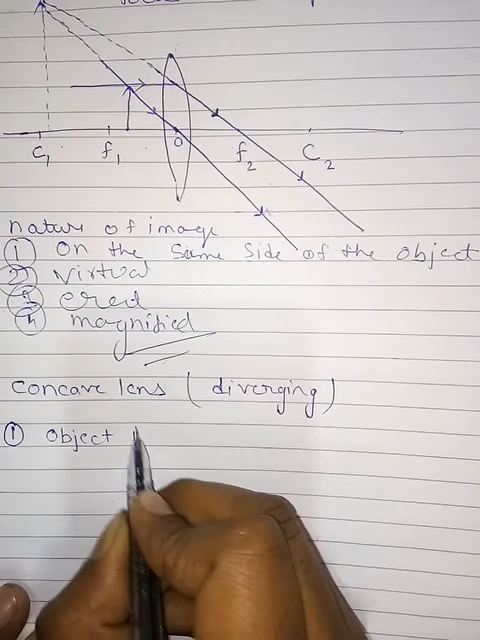 C₁ f₁ O f₂ C₂
nature of image
① On the same side of the object
② virtual
③ erect
④ magnified
Concave lens ( diverging )
① Object